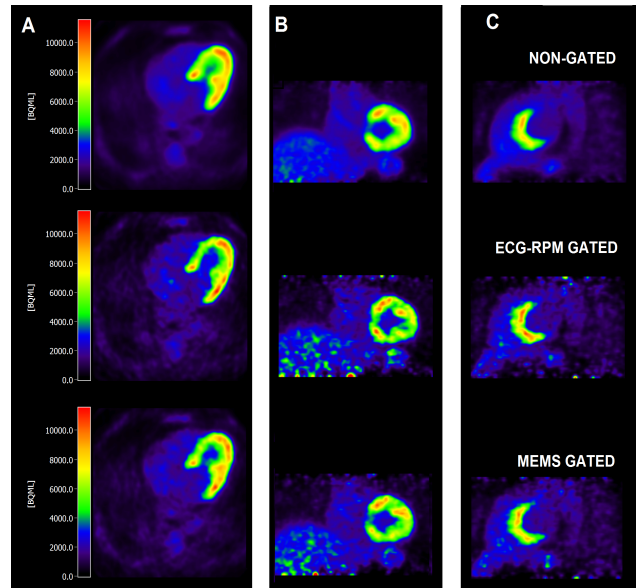 A
B
C
NON-GATED
10000.0
8000.0
6000.0
4000.0
2000.0
0.0
[BQML]
ECG-RPM GATED
10000.0
8000.0
6000.0
4000.0
2000.0
0.0
[BQML]
MEMS GATED
10000.0
8000.0
6000.0
4000.0
2000.0
0.0
[BQML]